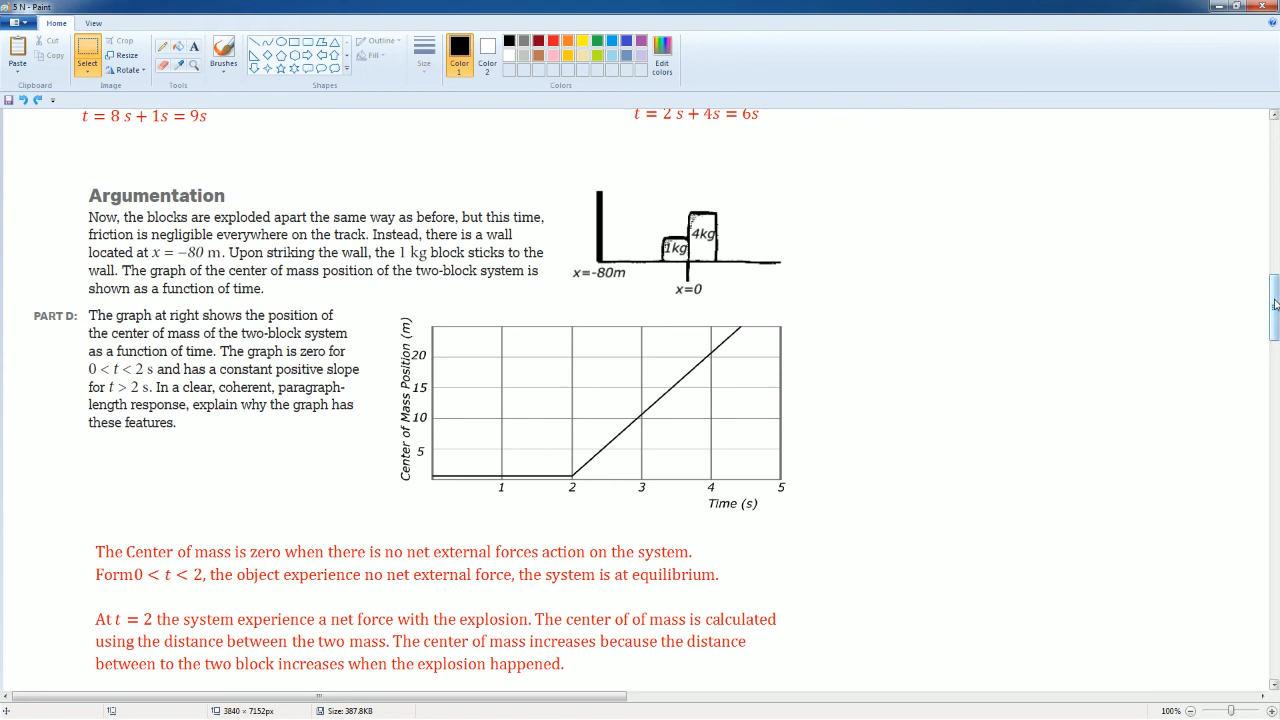 5 N - Paint
Home
View
Paste
Cut
Copy
Clipboard
Select
Crop
Resize
Rotate
Image
Tools
Brushes
Shapes
Outline
Fill
Size
Color 1
Color 2
Edit colors
Colors
t = 8 s + 1s = 9s
t = 2 s + 4s = 6s
Argumentation
Now, the blocks are exploded apart the same way as before, but this time,
friction is negligible everywhere on the track. Instead, there is a wall
located at x = −80 m. Upon striking the wall, the 1 kg block sticks to the
wall. The graph of the center of mass position of the two-block system is
shown as a function of time.
1kg
4kg
x=-80m
x=0
PART D: The graph at right shows the position of
the center of mass of the two-block system
as a function of time. The graph is zero for
0 < t < 2 s and has a constant positive slope
for t > 2 s. In a clear, coherent, paragraph-
length response, explain why the graph has
these features.
Center of Mass Position (m)
20
15
10
5
1 2 3 4 5
Time (s)
The Center of mass is zero when there is no net external forces action on the system.
Form0 < t < 2, the object experience no net external force, the system is at equilibrium.
At t = 2 the system experience a net force with the explosion. The center of of mass is calculated
using the distance between the two mass. The center of mass increases because the distance
between to the two block increases when the explosion happened.
3840 × 7152px
Size: 387.8KB
100%